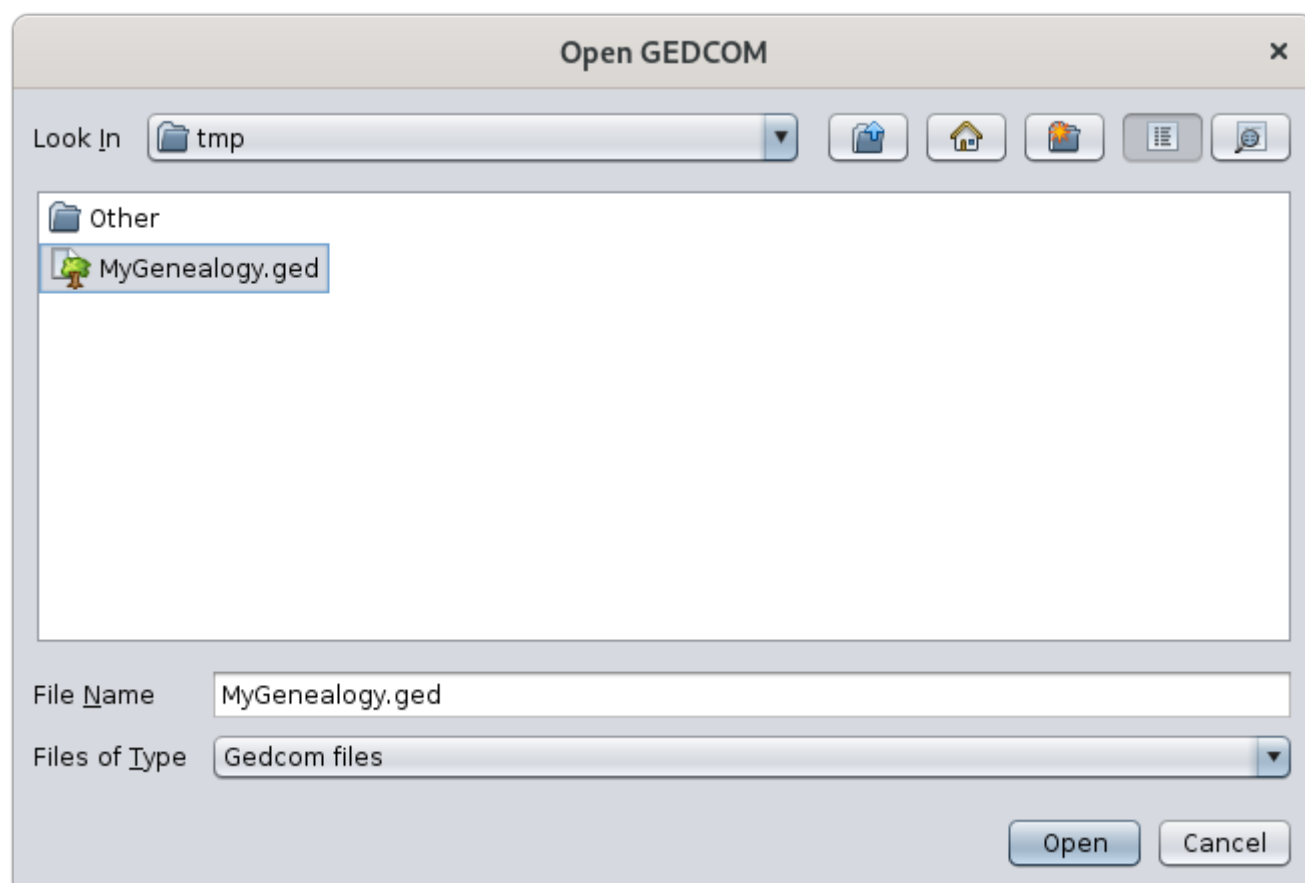 Open GEDCOM
Look In tmp
Other
MyGenealogy.ged
File Name MyGenealogy.ged
Files of Type Gedcom files
Open Cancel